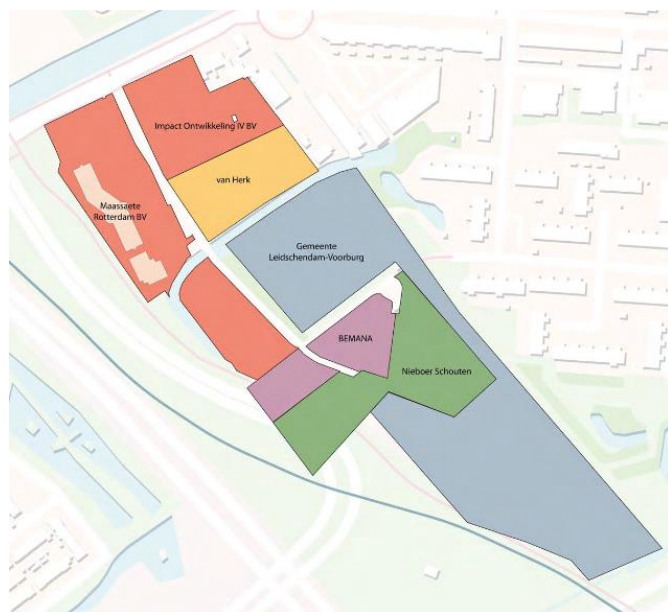 Impact Ontwikkeling IV BV
van Herk
Maassaete
Rotterdam BV
Gemeente
Leidschendam-Voorburg
BEMANA
Nieboer Schouten